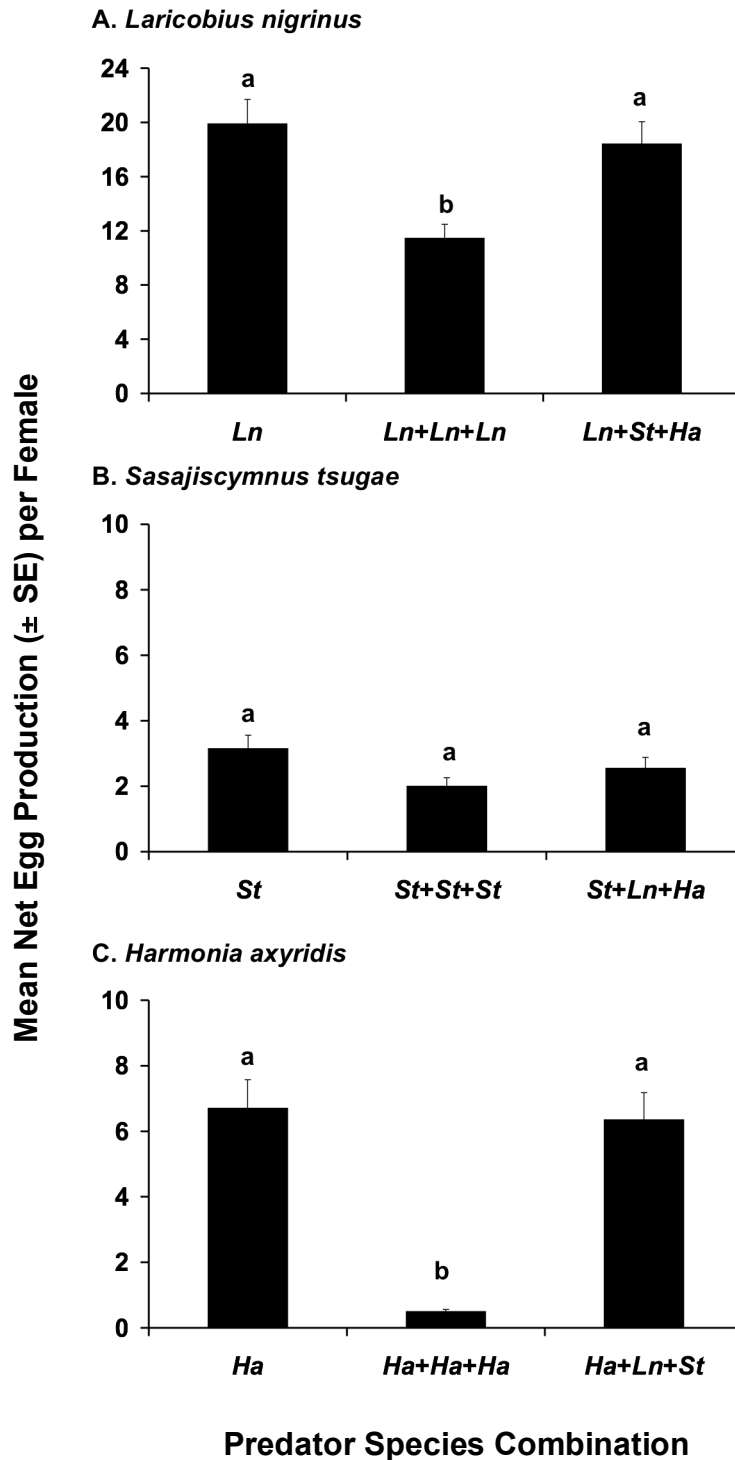 A. Laricobius nigrinus
24
20
16
12
8
4
0
a
b
a
Ln
Ln+Ln+Ln
Ln+St+Ha
B. Sasajiscymnus tsugae
10
8
6
4
2
0
a
a
a
St
St+St+St
St+Ln+Ha
C. Harmonia axyridis
10
8
6
4
2
0
a
b
a
Ha
Ha+Ha+Ha
Ha+Ln+St
Mean Net Egg Production (± SE) per Female
Predator Species Combination